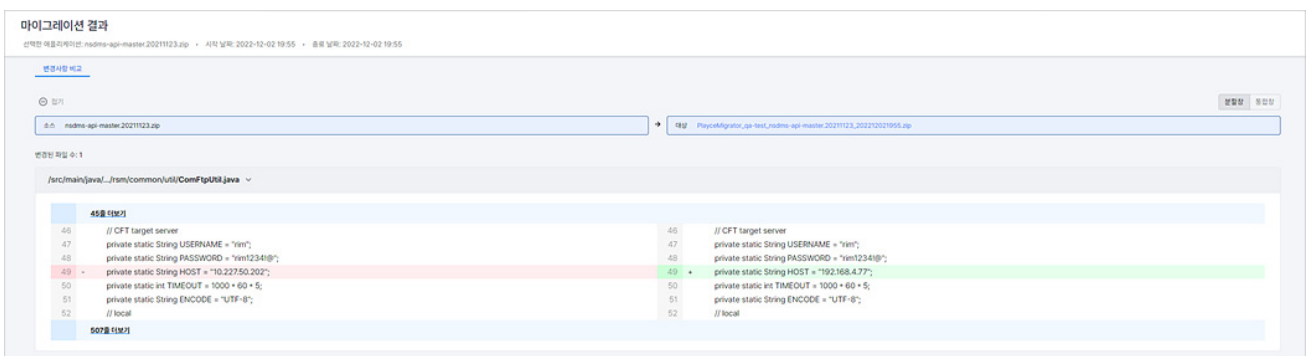 마이그레이션 결과
선택한 애플리케이션: nsdms-api-master.20211123.zip • 시작 날짜: 2022-12-02 19:55 • 종료 날짜: 2022-12-02 19:55
변경사항 비교
접기
분할창 통합창
소스 nsdms-api-master.20211123.zip → 대상 PlayceMigrator_qa-test_nsdms-api-master.20211123_202212021955.zip
변경된 파일 수: 1
/src/main/java/.../rsm/common/util/ComFtpUtil.java
45줄 더보기
46 // CFT target server 46 // CFT target server
47 private static String USERNAME = "rim"; 47 private static String USERNAME = "rim";
48 private static String PASSWORD = "rim1234!@"; 48 private static String PASSWORD = "rim1234!@";
49 - private static String HOST = "10.227.50.202"; 49 + private static String HOST = "192.168.4.77";
50 private static int TIMEOUT = 1000 * 60 * 5; 50 private static int TIMEOUT = 1000 * 60 * 5;
51 private static String ENCODE = "UTF-8"; 51 private static String ENCODE = "UTF-8";
52 // local 52 // local
507줄 더보기